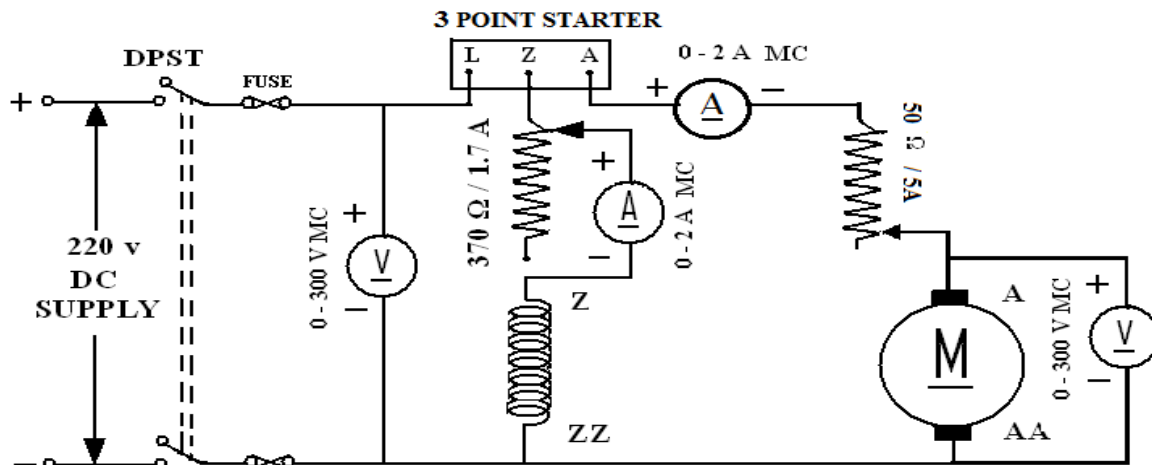 3 POINT STARTER
DPST
FUSE
L Z A
0 - 2 A MC
+
+ -
A
50 Ω / 5A
370 Ω / 1.7 A
+
A
-
0 - 2 A MC
220 v
DC
SUPPLY
0 - 300 V MC
+
V
-
Z
ZZ
A
M
AA
0 - 300 V MC
+
V
-
-